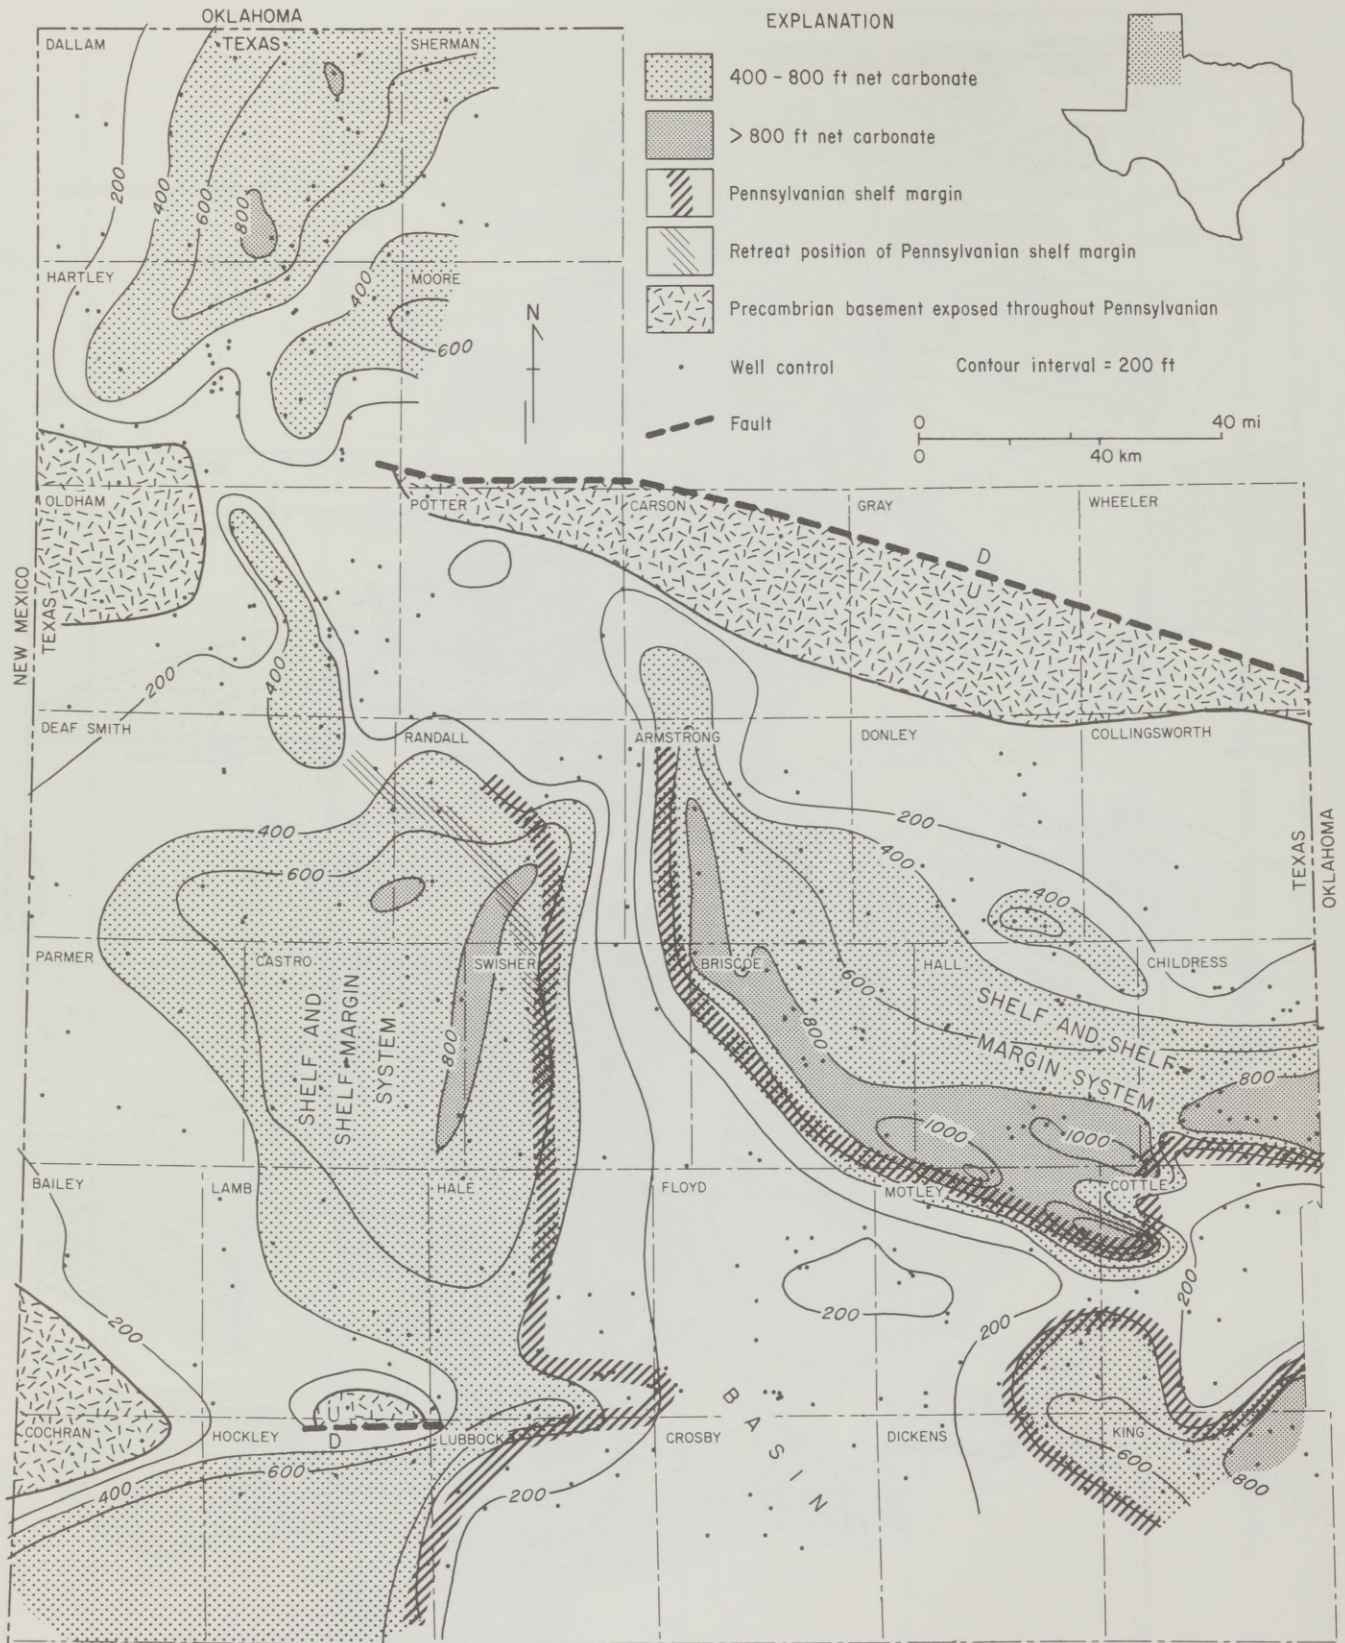 OKLAHOMA
TEXAS
DALLAM
SHERMAN
EXPLANATION
400 - 800 ft net carbonate
> 800 ft net carbonate
Pennsylvanian shelf margin
Retreat position of Pennsylvanian shelf margin
Precambrian basement exposed throughout Pennsylvanian
Well control
Contour interval = 200 ft
Fault
0 40 mi
0 40 km
N
200
400
600
800
HARTLEY
MOORE
400
600
OLDHAM
POTTER
CARSON
GRAY
WHEELER
D
U
NEW MEXICO
TEXAS
200
400
DEAF SMITH
RANDALL
ARMSTRONG
DONLEY
COLLINGSWORTH
TEXAS
OKLAHOMA
200
400
400
400
600
PARMER
CASTRO
SWISHER
BRISCOE
HALL
CHILDRESS
600
800
800
800
SHELF AND
SHELF-MARGIN
SYSTEM
SHELF AND SHELF-
MARGIN SYSTEM
1000
1000
BAILEY
LAMB
HALE
FLOYD
MOTLEY
COTTLE
200
200
200
200
U
D
BASIN
COCHRAN
HOCKLEY
LUBBOCK
CROSBY
DICKENS
KING
400
600
200
600
800